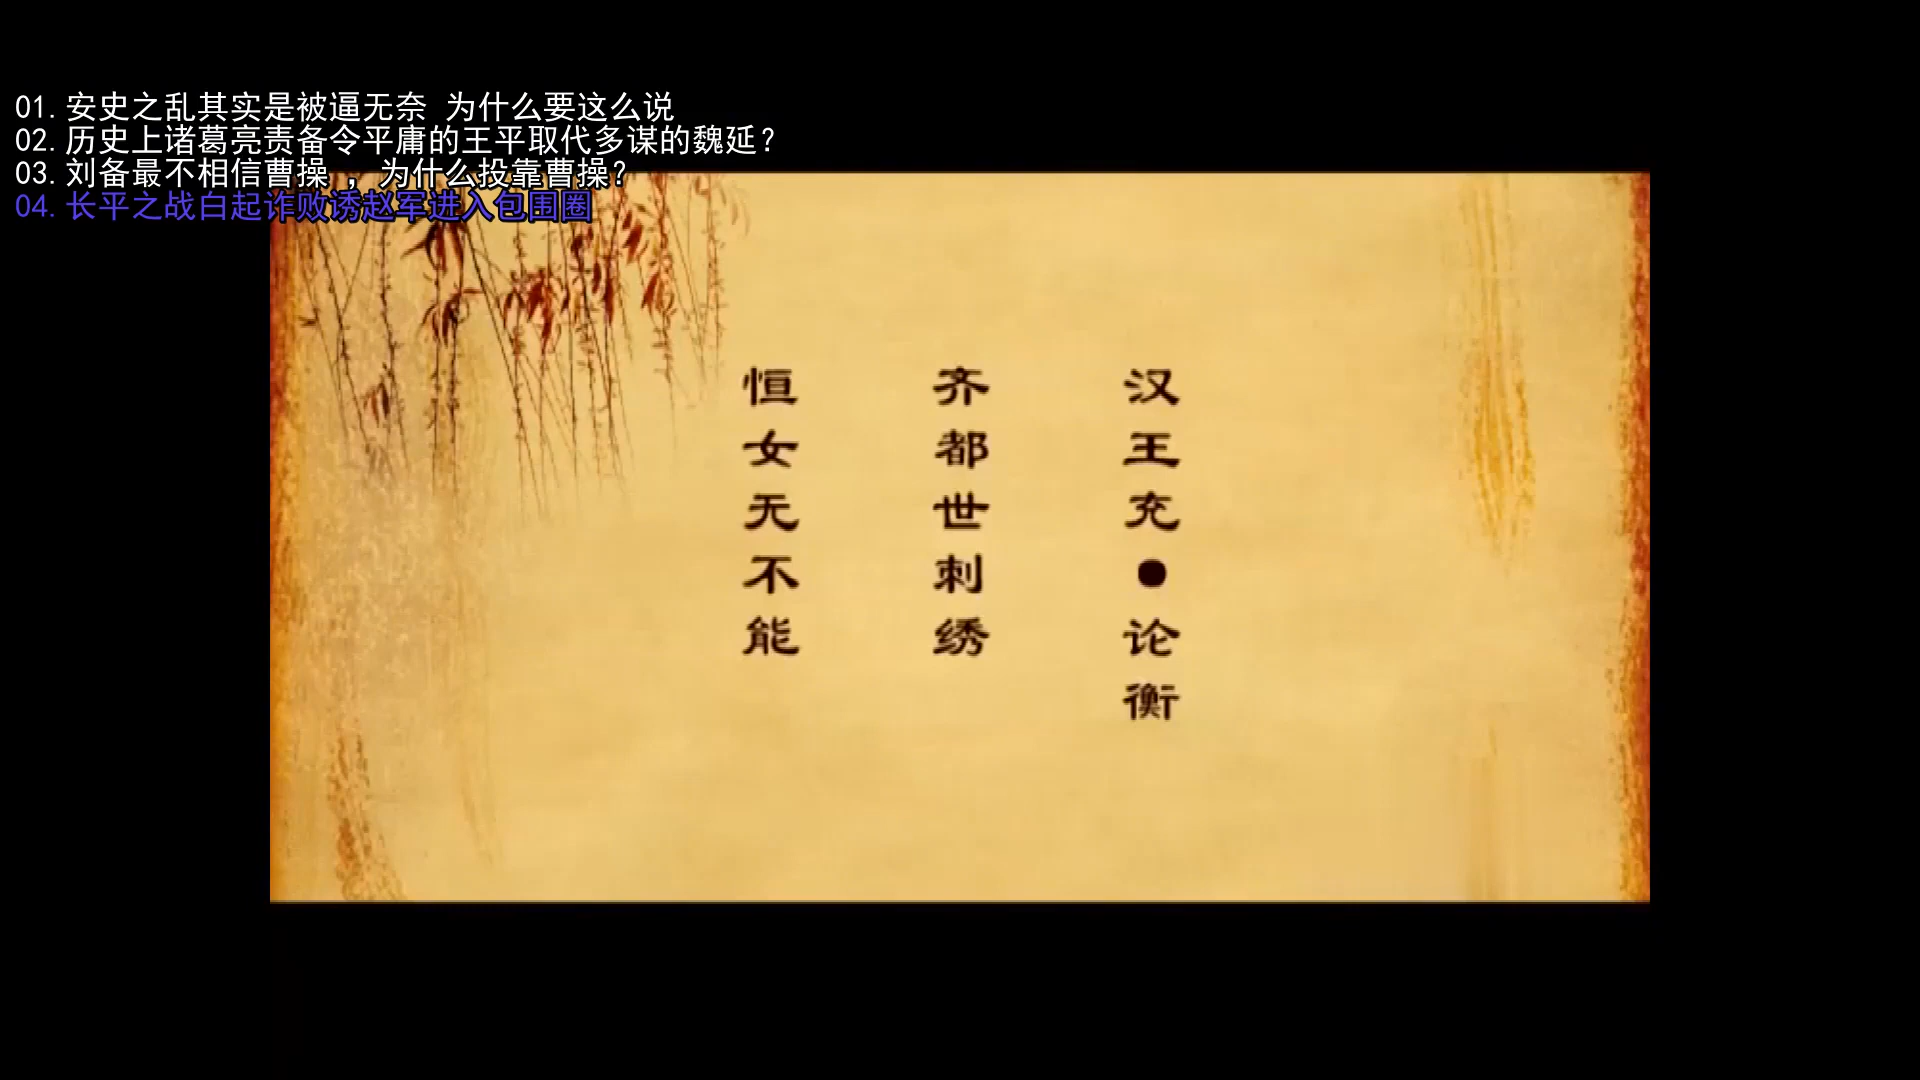 01. 安史之乱其实是被逼无奈 为什么要这么说
02. 历史上诸葛亮责备令平庸的王平取代多谋的魏延？
03. 刘备最不相信曹操 ，为什么投靠曹操？
04. 长平之战白起诈败诱赵军进入包围圈
汉王充●论衡
齐都世刺绣
恒女无不能